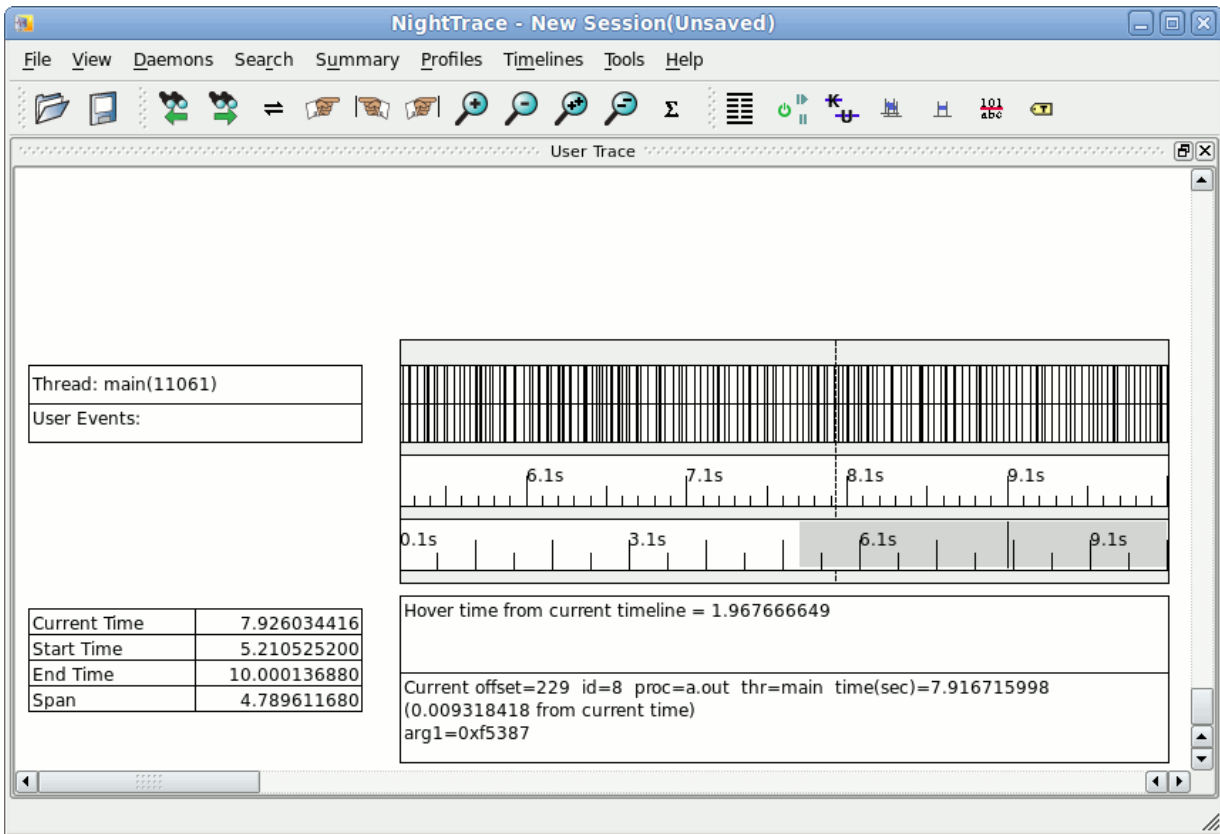 NightTrace - New Session(Unsaved)
File View Daemons Search Summary Profiles Timelines Tools Help
Σ K U 101 abc T
User Trace
Thread: main(11061)
User Events:
6.1s 7.1s 8.1s 9.1s
0.1s 3.1s 6.1s 9.1s
Current Time 7.926034416
Start Time 5.210525200
End Time 10.000136880
Span 4.789611680
Hover time from current timeline = 1.967666649
Current offset=229 id=8 proc=a.out thr=main time(sec)=7.916715998
(0.009318418 from current time)
arg1=0xf5387